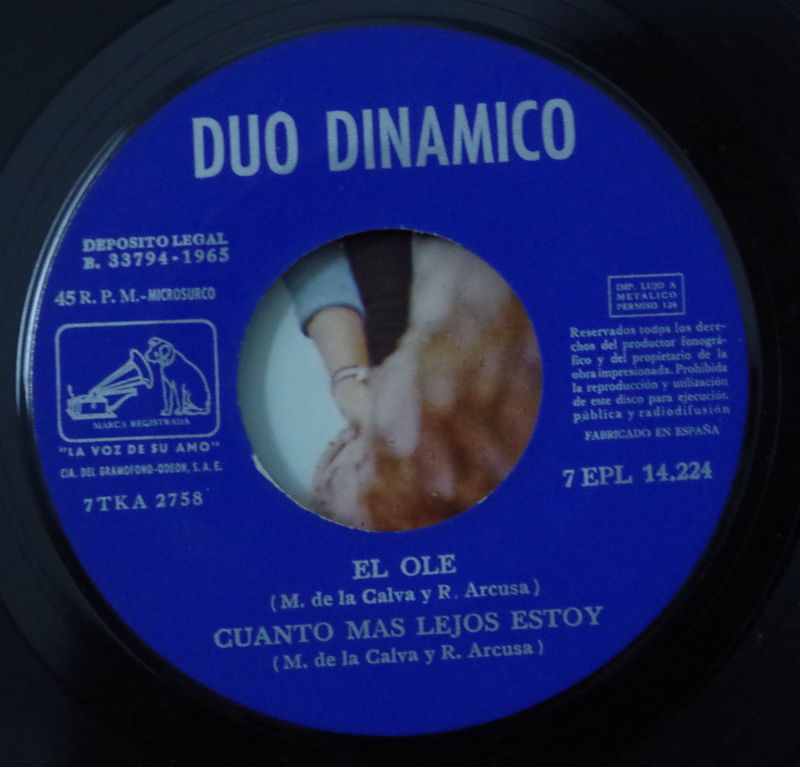 DUO DINAMICO
DEPOSITO LEGAL
B. 33794-1965
45 R. P. M.-MICROSURCO
MARCA REGISTRADA
"LA VOZ DE SU AMO"
CIA. DEL GRAMOFONO-ODEON, S. A. E.
7TKA 2758
IMP. LUJO A
METALICO
PERMISO 126
Reservados todos los dere-
chos del productor fonográ-
fico y del propietario de la
obra impresionada. Prohibida
la reproducción y utilización
de este disco para ejecución
pública y radiodifusión
FABRICADO EN ESPAÑA
7 EPL 14.224
EL OLE
(M. de la Calva y R. Arcusa)
CUANTO MAS LEJOS ESTOY
(M. de la Calva y R. Arcusa)